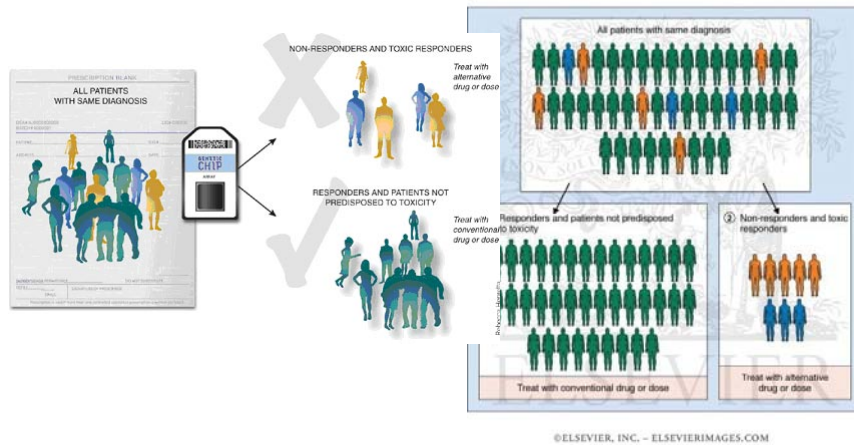 PRESCRIPTION BLANK
ALL PATIENTS
WITH SAME DIAGNOSIS
GENETIC
CHIP
NON-RESPONDERS AND TOXIC RESPONDERS
Treat with
alternative
drug or dose
RESPONDERS AND PATIENTS NOT
PREDISPOSED TO TOXICITY
Treat with
conventional
drug or dose
All patients with same diagnosis
Responders and patients not predisposed
to toxicity
Treat with conventional drug or dose
2 Non-responders and toxic
responders
Treat with alternative
drug or dose
ELSEVIER
©ELSEVIER, INC. – ELSEVIERIMAGES.COM